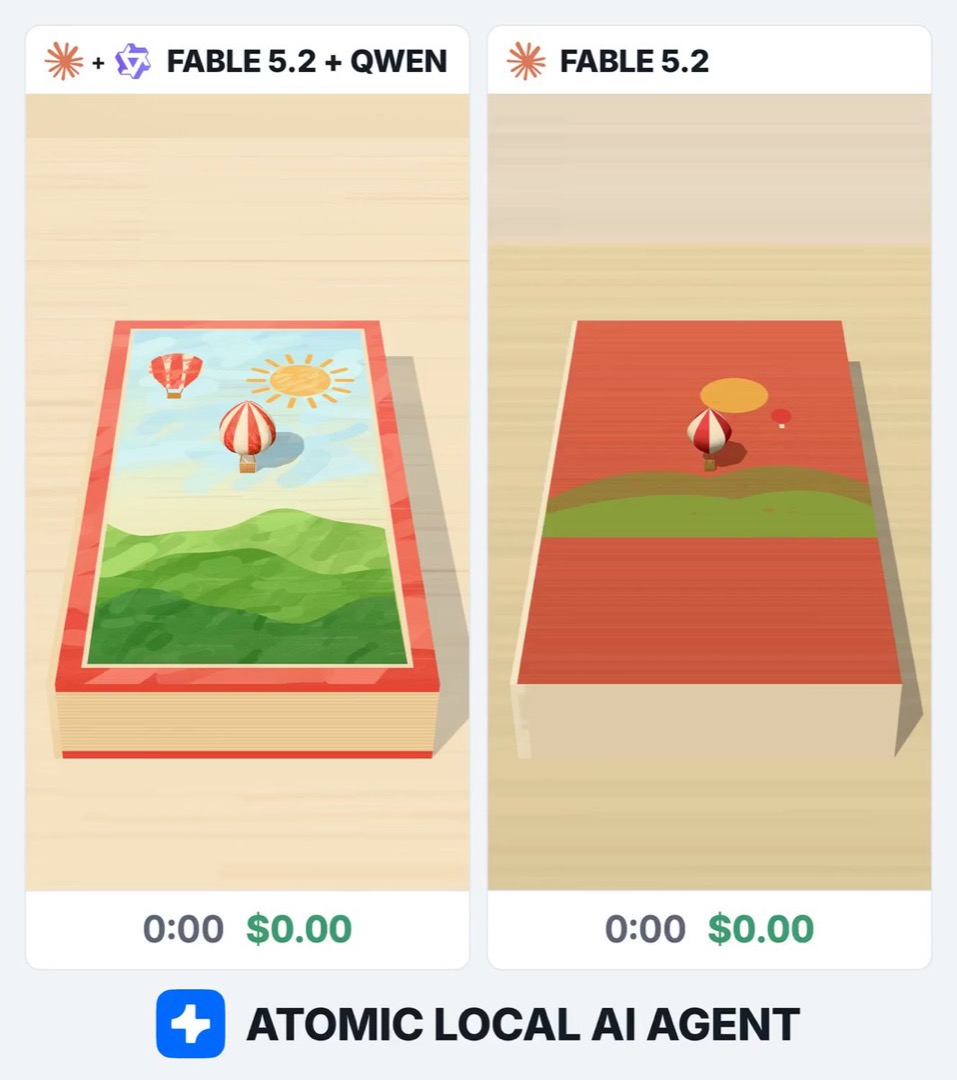 + FABLE 5.2 + QWEN
FABLE 5.2
0:00 $0.00
0:00 $0.00
ATOMIC LOCAL AI AGENT